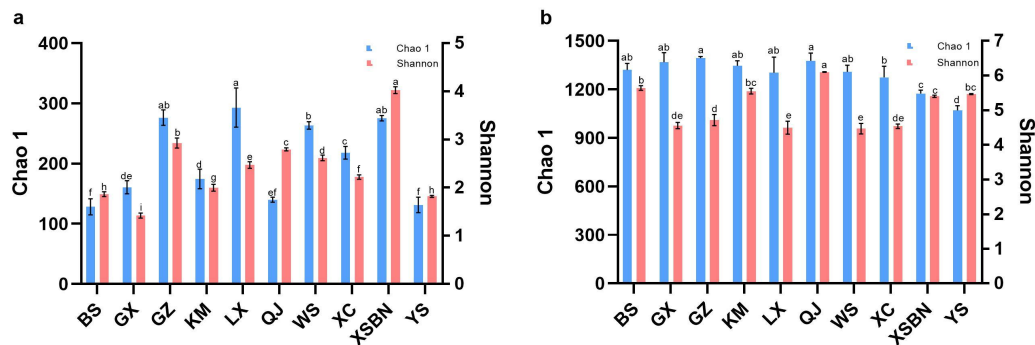 a
400
300
200
100
0
Chao 1
5
4
3
2
1
0
Shannon
Chao 1
Shannon
f h de i ab b d g a e ef c b d c f ab a f h
BS GX GZ KM LX QJ WS XC XSBN YS
b
1500
1200
900
600
300
0
Chao 1
7
6
5
4
3
2
1
0
Shannon
Chao 1
Shannon
ab b ab de a d ab bc ab e a a ab e b de c c d bc
BS GX GZ KM LX QJ WS XC XSBN YS